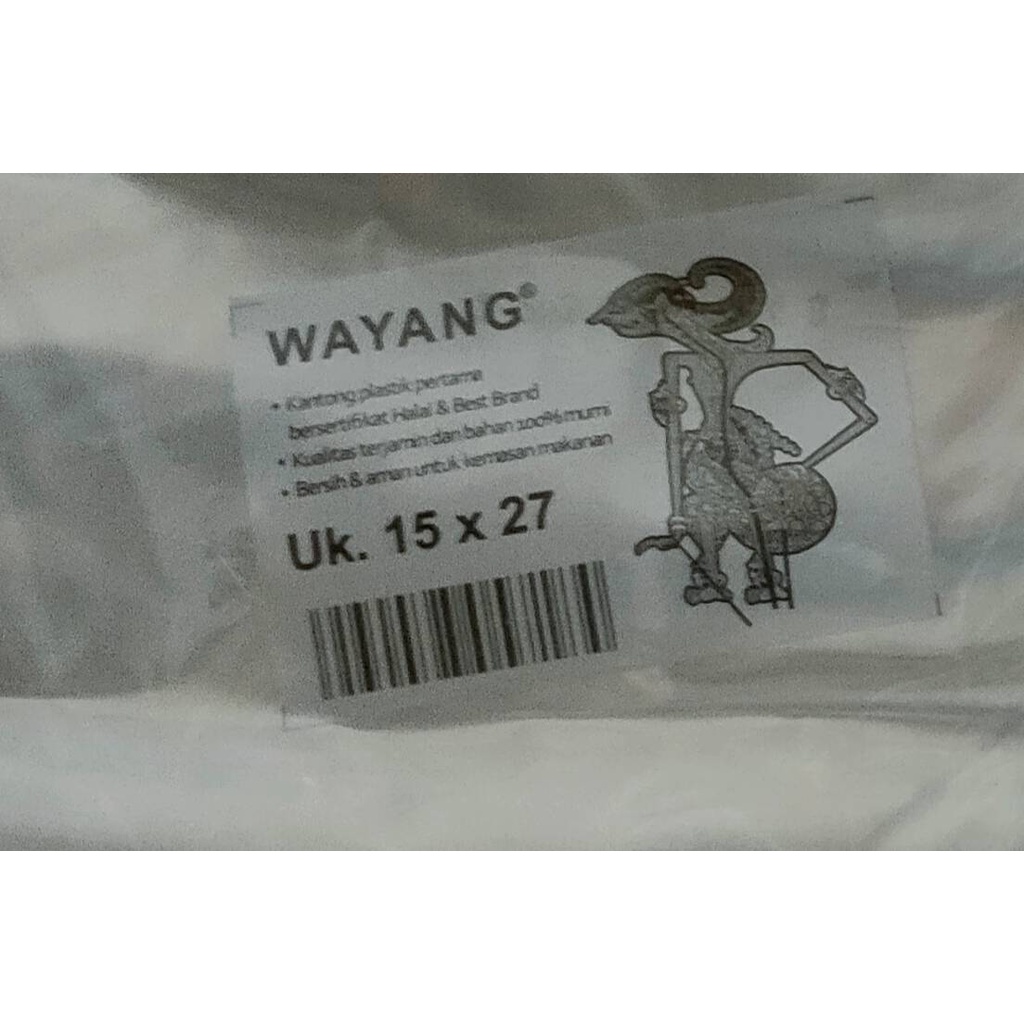 WAYANG®
• Kantong plastik pertama
bersertifikat Halal & Best Brand
• Kualitas terjamin dan bahan 100% murni
• Bersih & aman untuk kemasan makanan
Uk. 15 x 27